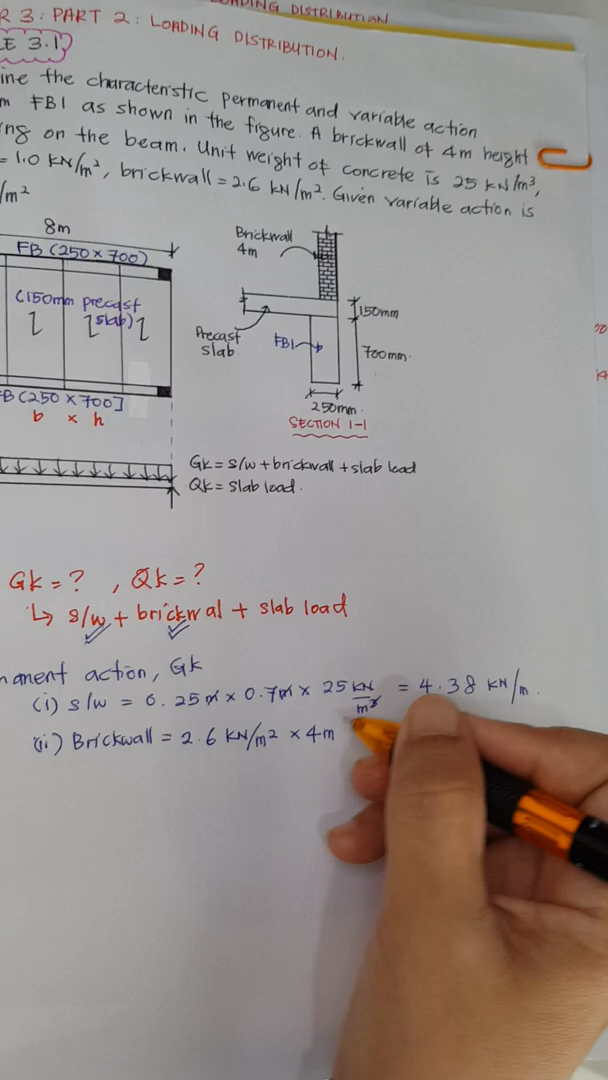 LOADING DISTRIBUTION
R 3: PART 2: LOADING DISTRIBUTION.
E 3.1
ine the characteristic permanent and variable action
m FB1 as shown in the figure. A brickwall of 4m height
ing on the beam. Unit weight of concrete is 25 kN/m³,
= 1.0 kN/m², brickwall = 2.6 kN/m². Given variable action is
/m²
8m
FB (250 × 700)
(150mm precast
slab)
FB (250 × 700]
b × h
Brickwall
4m
Precast
slab
FB1
150mm
700mm.
250mm.
SECTION 1-1
Gk = s/w + brickwall + slab load
Qk = slab load.
Gk = ? , Qk = ?
↳ s/w + brickwal + slab load
manent action, Gk
(i) s/w = 0.25m × 0.7m × 25 kN/m³ = 4.38 kN/m.
(ii) Brickwall = 2.6 kN/m² × 4m